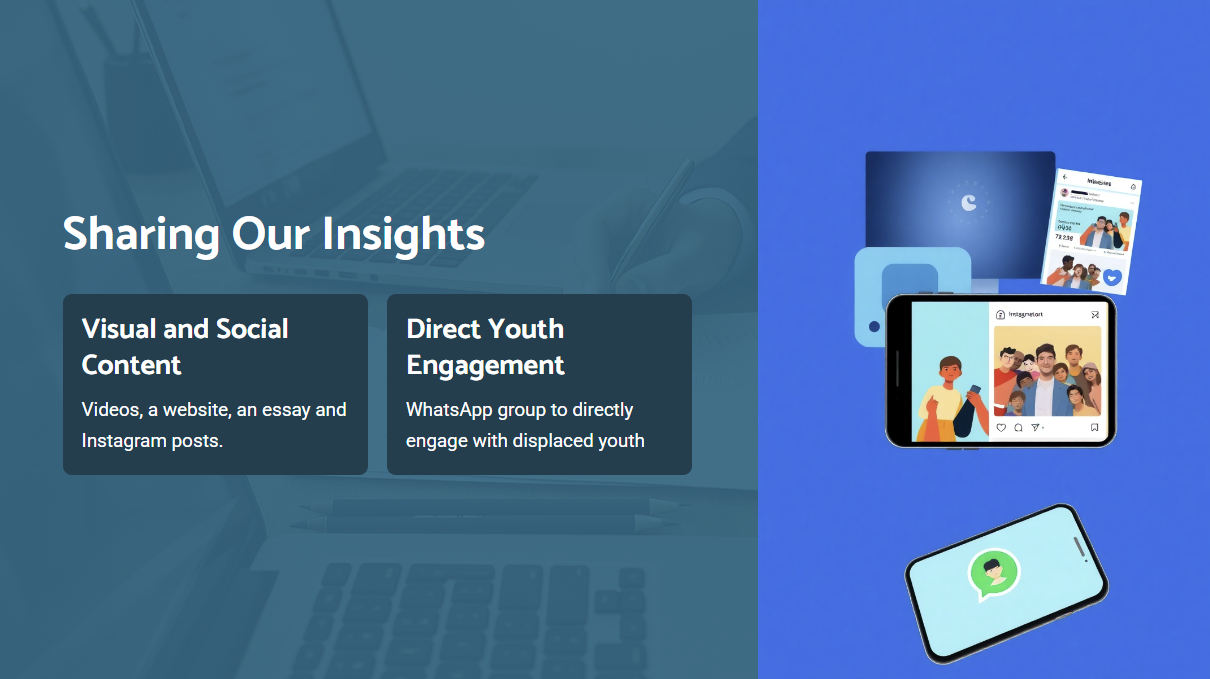 Sharing Our Insights
Visual and Social
Content
Videos, a website, an essay and
Instagram posts.
Direct Youth
Engagement
WhatsApp group to directly
engage with displaced youth